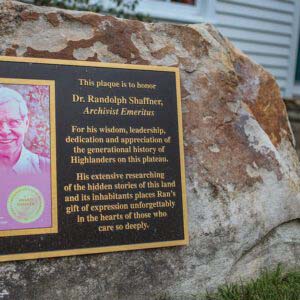 This plaque is to honor
Dr. Randolph Shaffner,
Archivist Emeritus
For his wisdom, leadership,
dedication and appreciation of
the generational history of
Highlanders on this plateau.
His extensive researching
of the hidden stories of this land
and its inhabitants places Ran's
gift of expression unforgettably
in the hearts of those who
care so deeply.